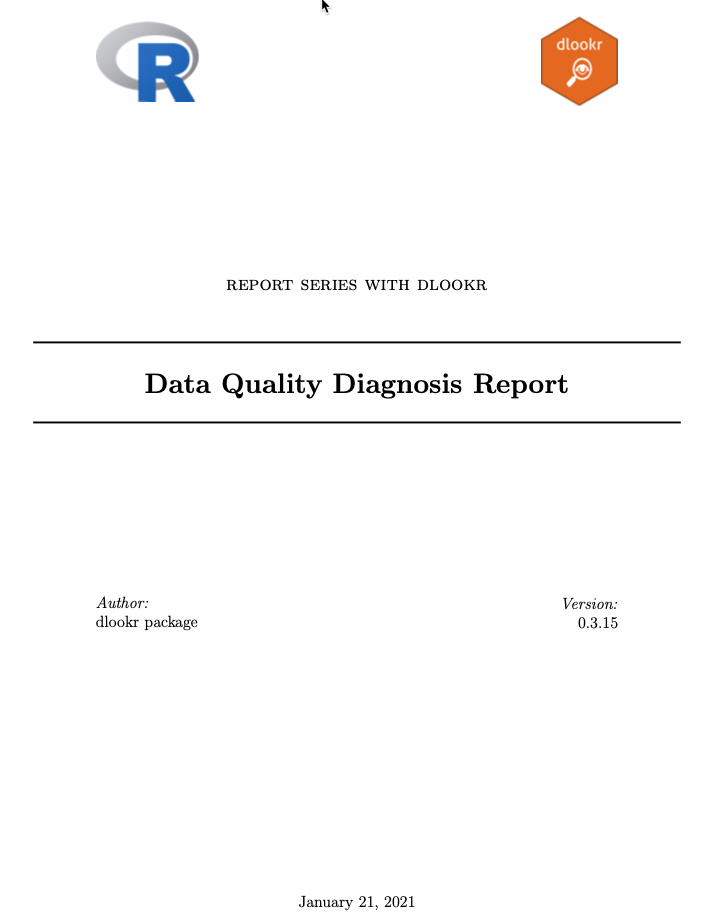 R
dlookr
REPORT SERIES WITH DLOOKR
Data Quality Diagnosis Report
Author:
dlookr package
Version:
0.3.15
January 21, 2021